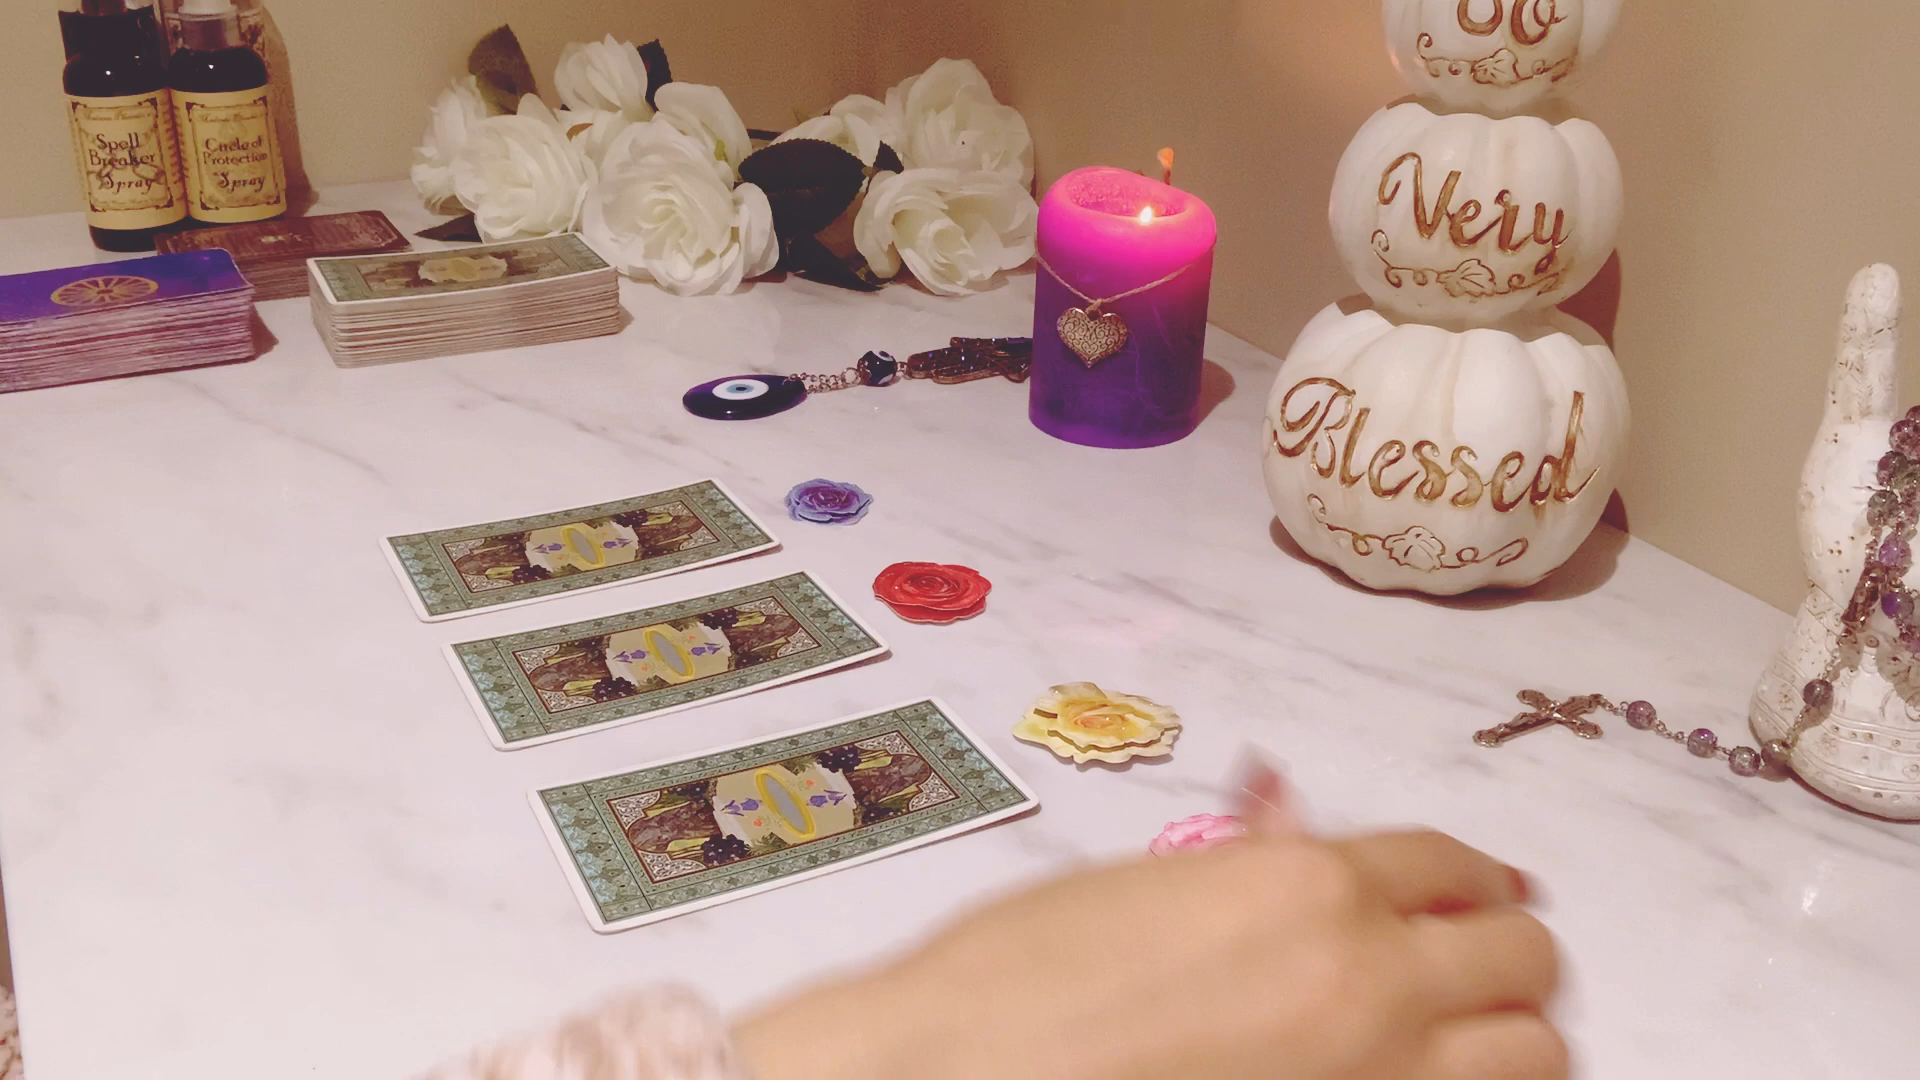 Spell
Breaker
Spray
Circle of
Protection
Spray
So
Very
Blessed